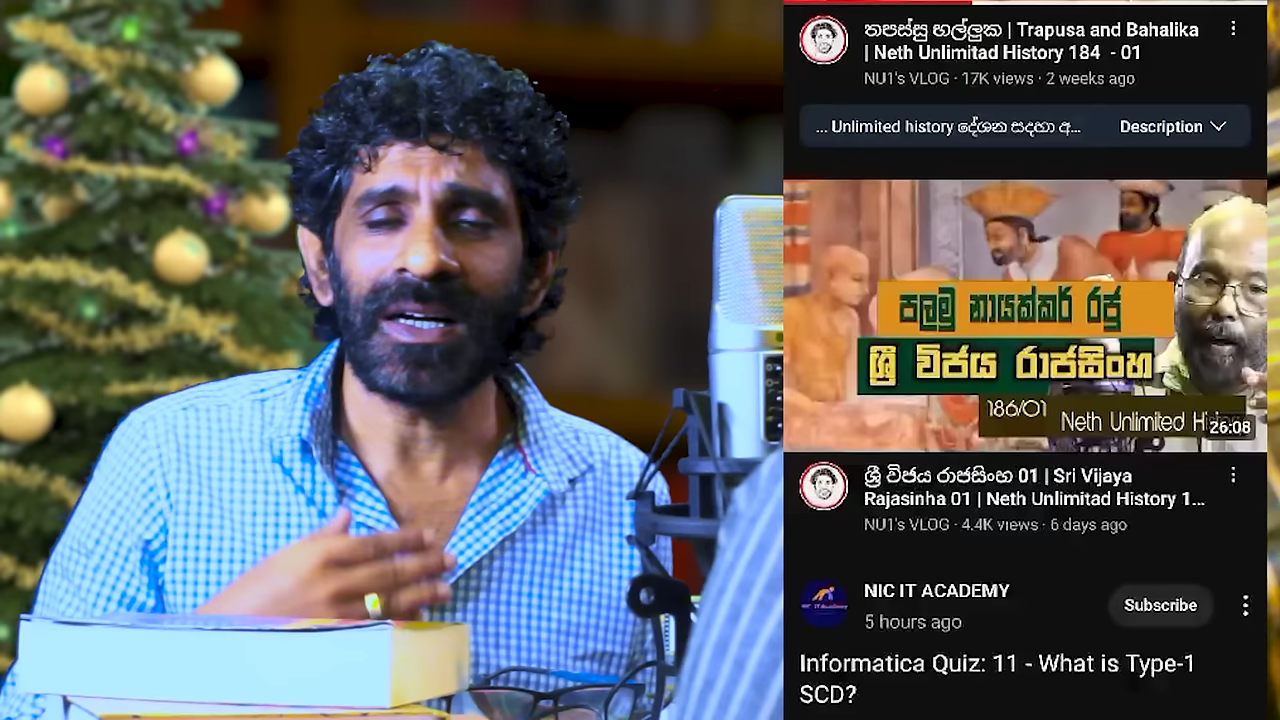 තපස්සු භල්ලුක | Trapusa and Bahalika
| Neth Unlimitad History 184 - 01
NU1's VLOG · 17K views · 2 weeks ago
... Unlimited history දේශන සදහා අ...
Description
පලමු නායක්කර් රජු
ශ්‍රී විජය රාජසිංහ
186/01
Neth Unlimited
26:08
ශ්‍රී විජය රාජසිංහ 01 | Sri Vijaya
Rajasinha 01 | Neth Unlimitad History 1...
NU1's VLOG · 4.4K views · 6 days ago
NIC IT ACADEMY
Subscribe
5 hours ago
Informatica Quiz: 11 - What is Type-1
SCD?